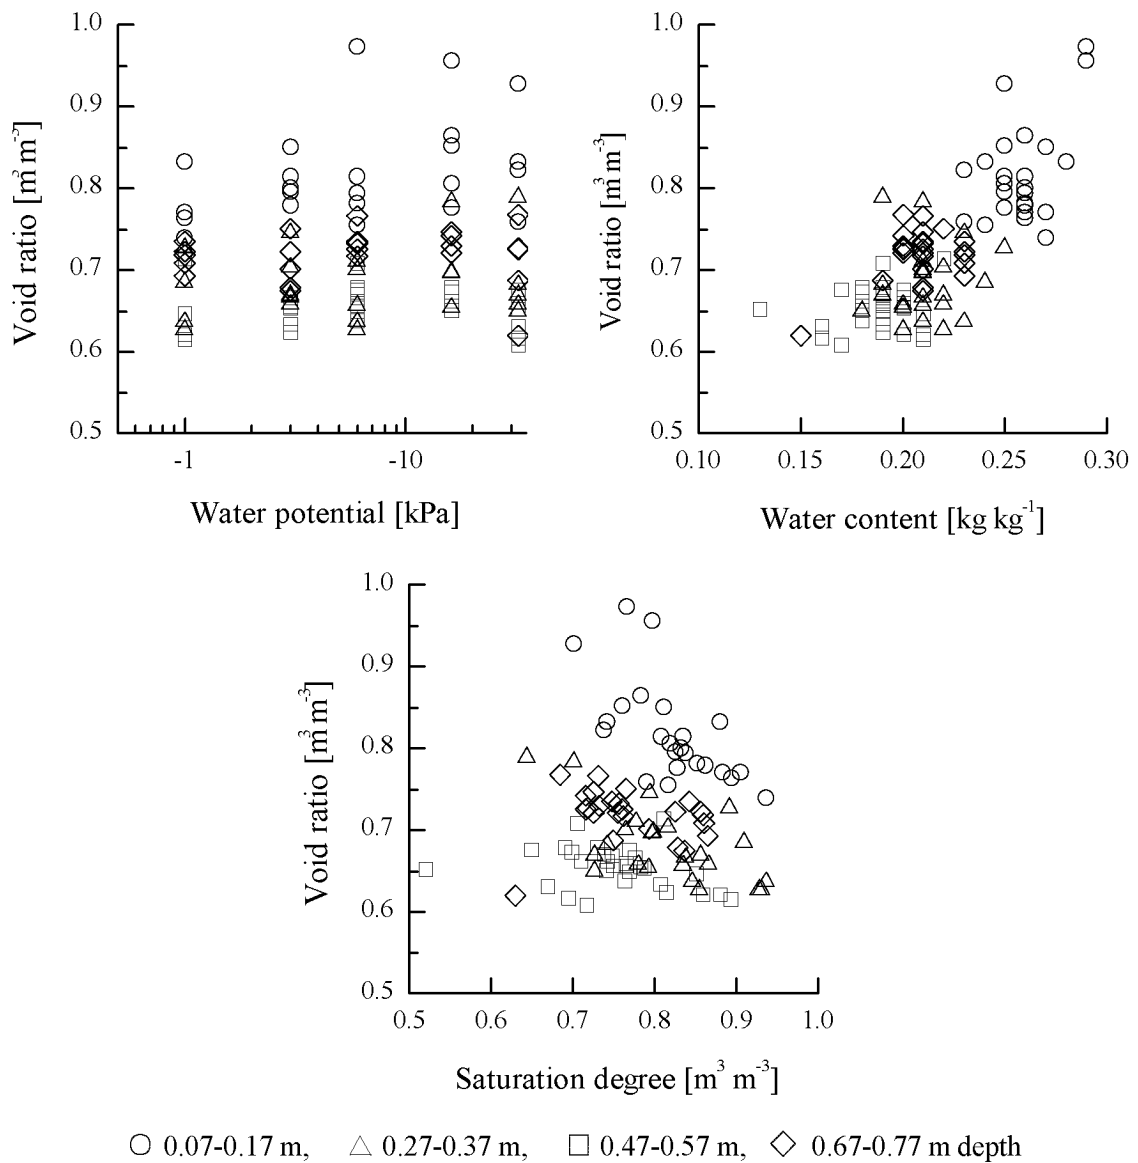 1.0
0.9
0.8
0.7
0.6
0.5
Void ratio [m³ m⁻³]
-1 -10
Water potential [kPa]
1.0
0.9
0.8
0.7
0.6
0.5
Void ratio [m³ m⁻³]
0.10 0.15 0.20 0.25 0.30
Water content [kg kg⁻¹]
1.0
0.9
0.8
0.7
0.6
0.5
Void ratio [m³ m⁻³]
0.5 0.6 0.7 0.8 0.9 1.0
Saturation degree [m³ m⁻³]
0.07-0.17 m, 0.27-0.37 m, 0.47-0.57 m, 0.67-0.77 m depth